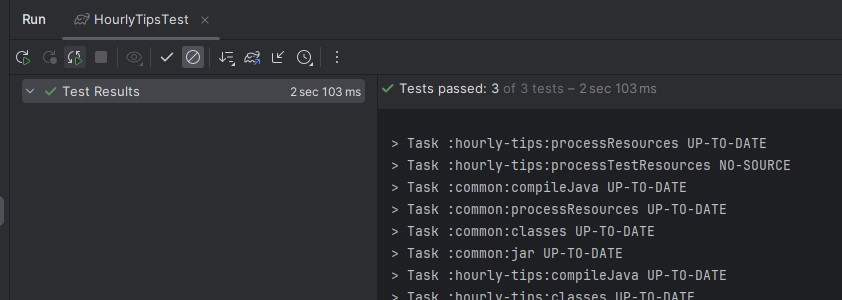 Run HourlyTipsTest
Test Results 2 sec 103 ms
Tests passed: 3 of 3 tests – 2 sec 103 ms
> Task :hourly-tips:processResources UP-TO-DATE
> Task :hourly-tips:processTestResources NO-SOURCE
> Task :common:compileJava UP-TO-DATE
> Task :common:processResources UP-TO-DATE
> Task :common:classes UP-TO-DATE
> Task :common:jar UP-TO-DATE
> Task :hourly-tips:compileJava UP-TO-DATE
> Task :hourly-tips:classes UP-TO-DATE